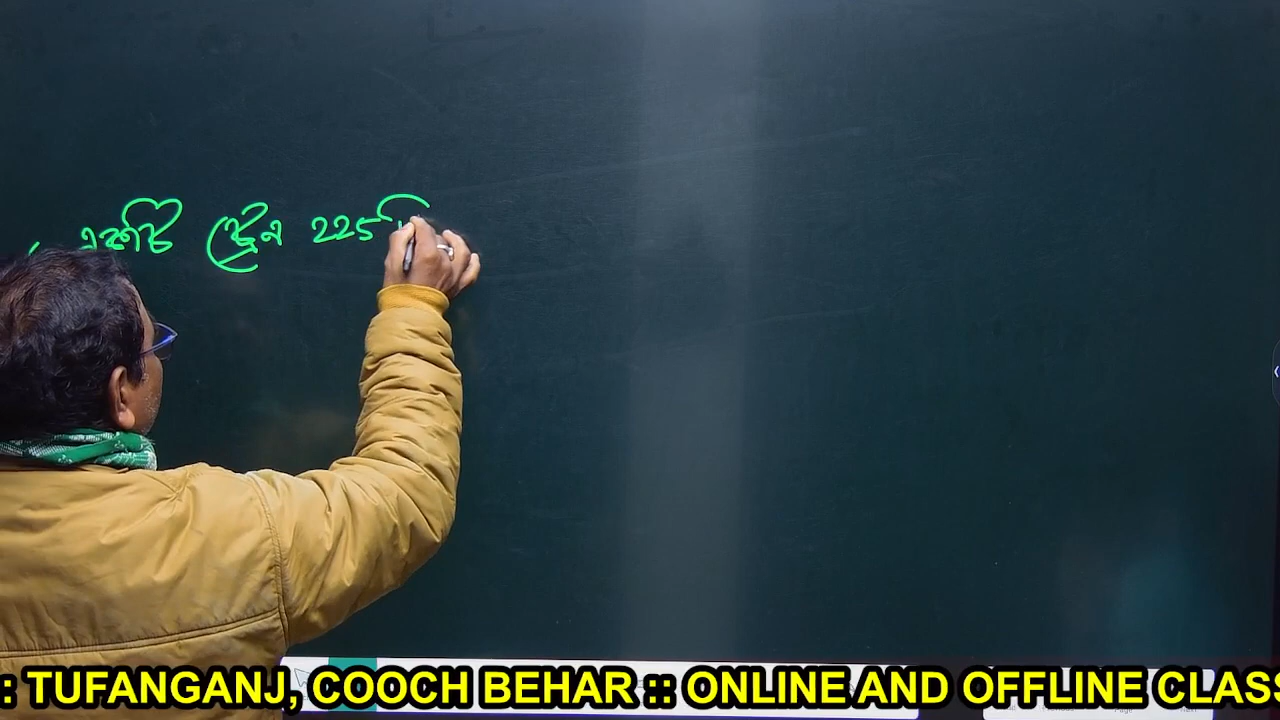 একটি ট্রেন 225
: TUFANGANJ, COOCH BEHAR :: ONLINE AND OFFLINE CLASS